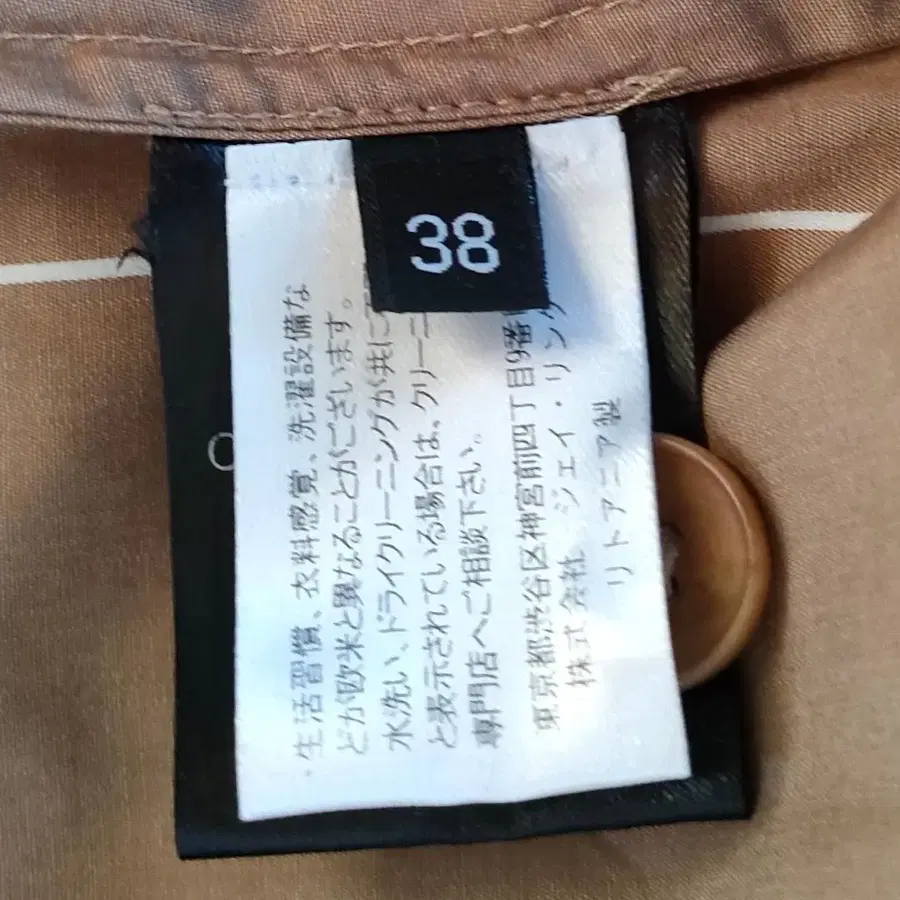 38
・生活習慣、衣料感覚、洗濯設備な
どが欧米と異なることがございます。
水洗い、ドライクリーニングが共に
と表示されている場合は、クリーニ
専門店へご相談下さい。
東京都渋谷区神宮前四丁目9番
株式会社 ジェイ・リンク
リトアニア製